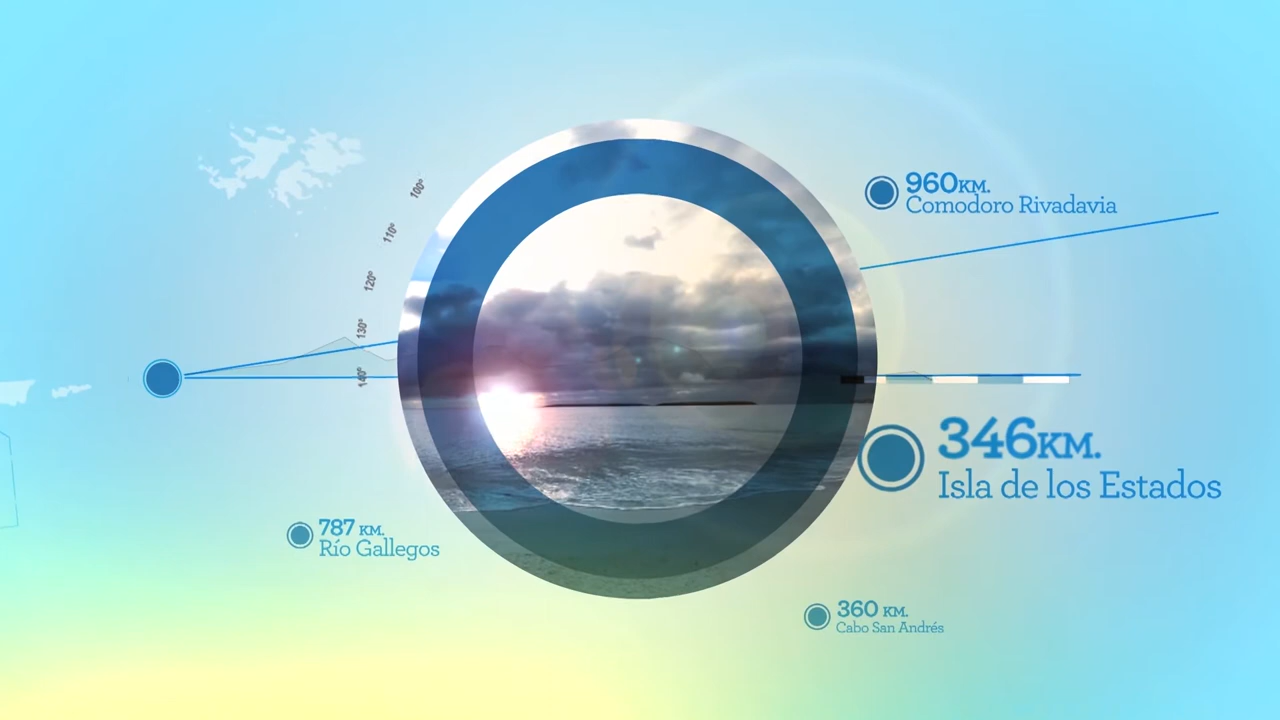 100°
110°
120°
130°
140°
960KM.
Comodoro Rivadavia
346KM.
Isla de los Estados
787 KM.
Río Gallegos
360 KM.
Cabo San Andrés